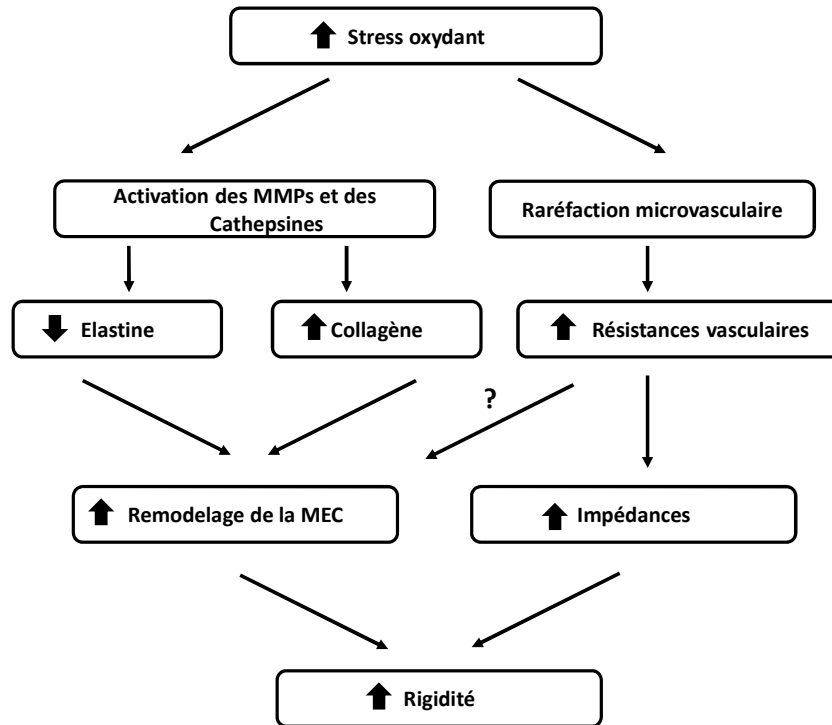 Stress oxydant
Activation des MMPs et des
Cathepsines
Raréfaction microvasculaire
Elastine
Collagène
Résistances vasculaires
?
Remodelage de la MEC
Impédances
Rigidité